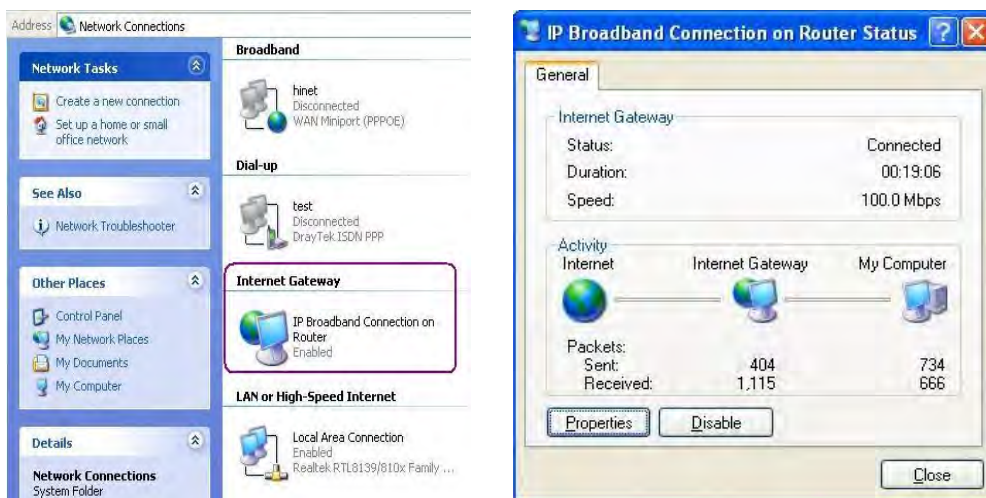 Address Network Connections
Network Tasks
Create a new connection
Set up a home or small
office network
See Also
Network Troubleshooter
Other Places
Control Panel
My Network Places
My Documents
My Computer
Details
Network Connections
System Folder
Broadband
hinet
Disconnected
WAN Miniport (PPPOE)
Dial-up
test
Disconnected
DrayTek ISDN PPP
Internet Gateway
IP Broadband Connection on
Router
Enabled
LAN or High-Speed Internet
Local Area Connection
Enabled
Realtek RTL8139/810x Family ...
IP Broadband Connection on Router Status
General
Internet Gateway
Status: Connected
Duration: 00:19:06
Speed: 100.0 Mbps
Activity
Internet Internet Gateway My Computer
Packets:
Sent: 404 734
Received: 1,115 666
Properties Disable
Close